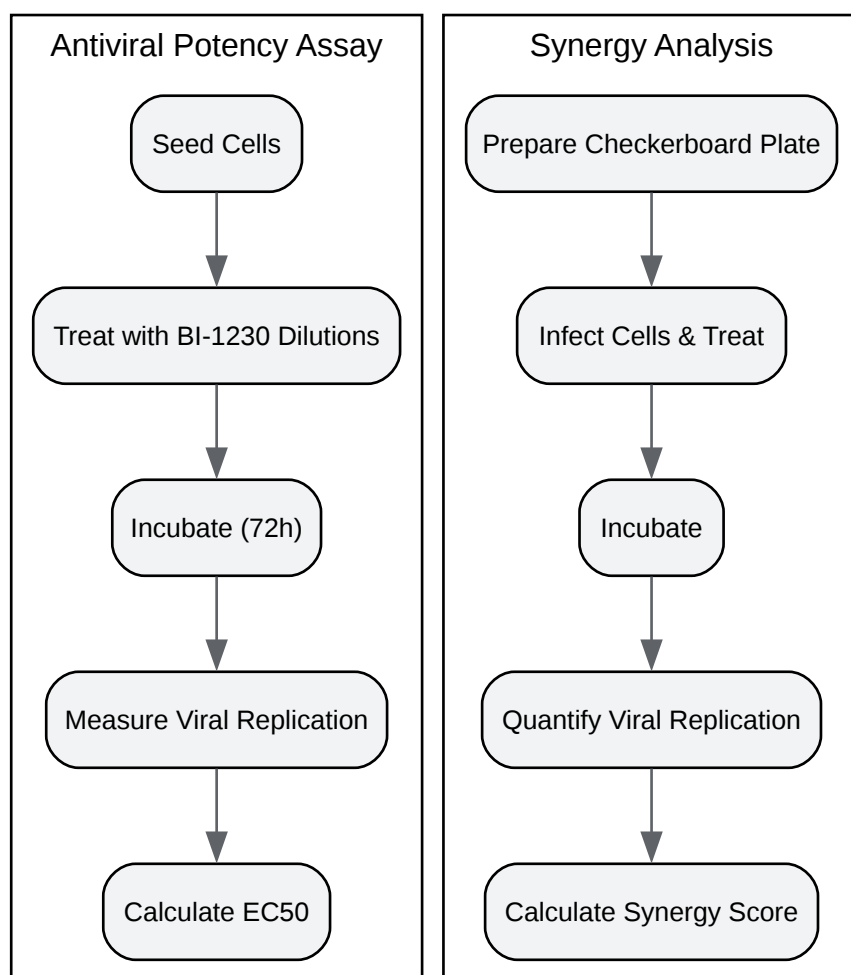 Antiviral Potency Assay
Seed Cells
Treat with BI-1230 Dilutions
Incubate (72h)
Measure Viral Replication
Calculate EC50
Synergy Analysis
Prepare Checkerboard Plate
Infect Cells & Treat
Incubate
Quantify Viral Replication
Calculate Synergy Score